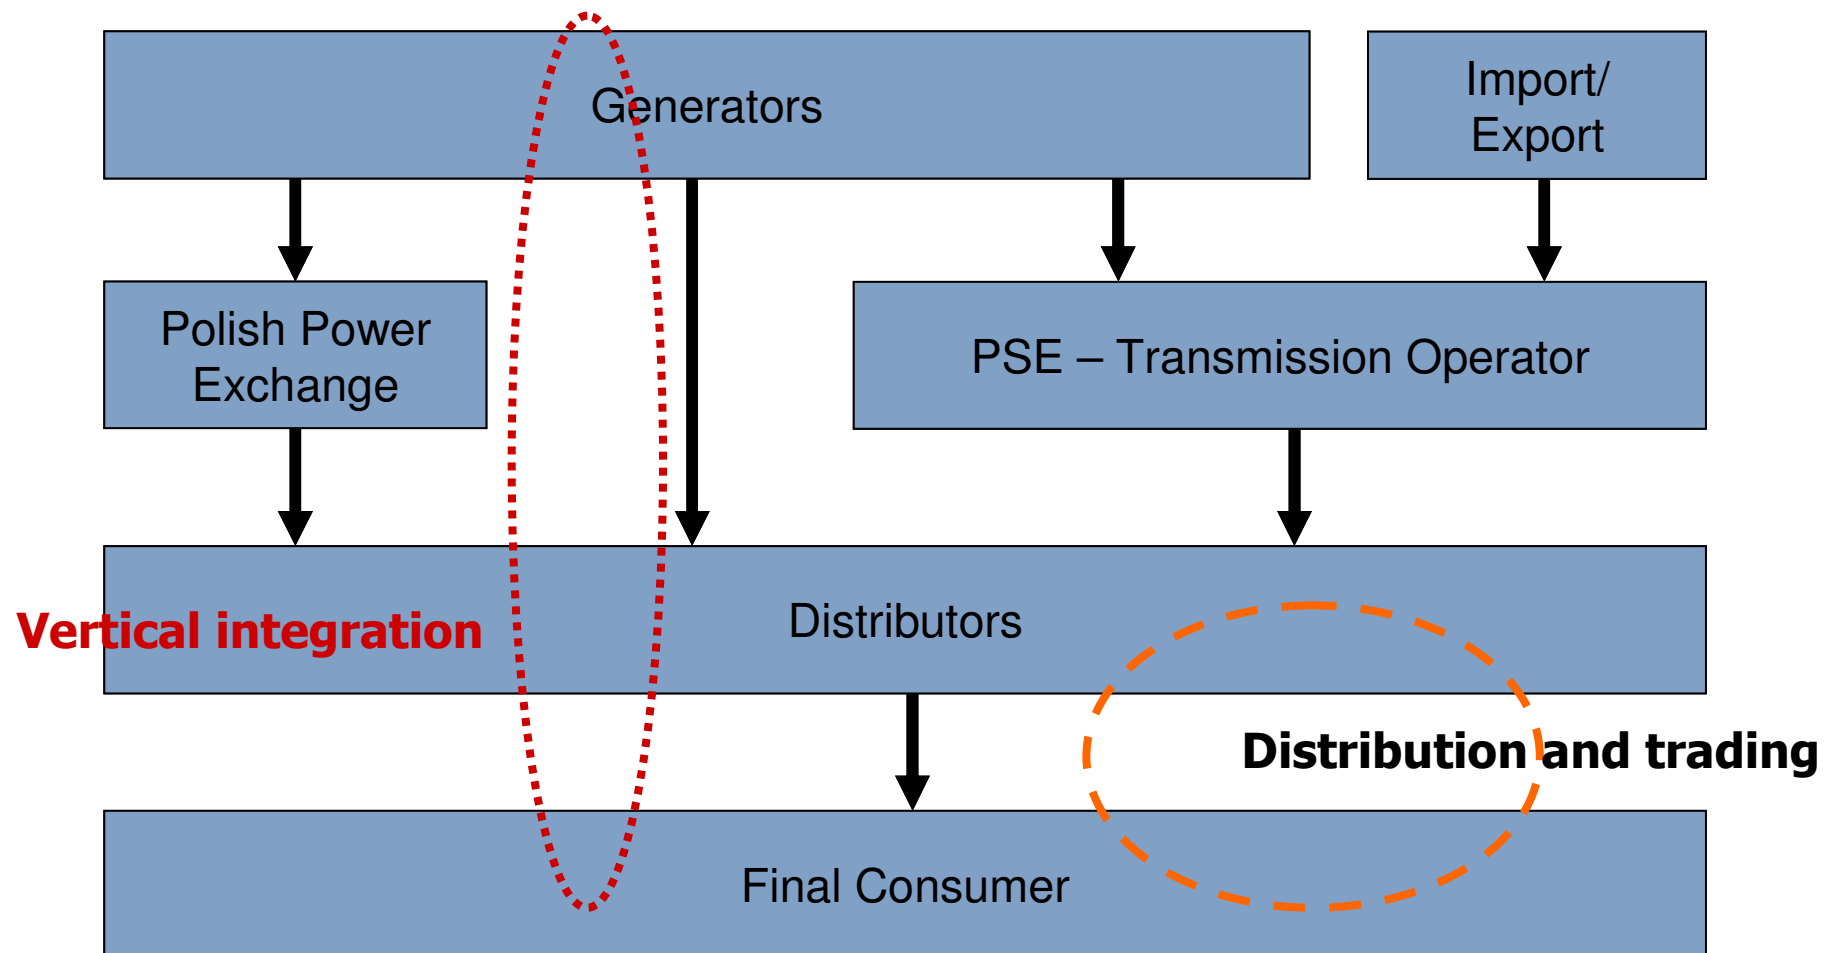 Generators
Import/
Export
Polish Power
Exchange
PSE – Transmission Operator
Vertical integration
Distributors
Distribution and trading
Final Consumer